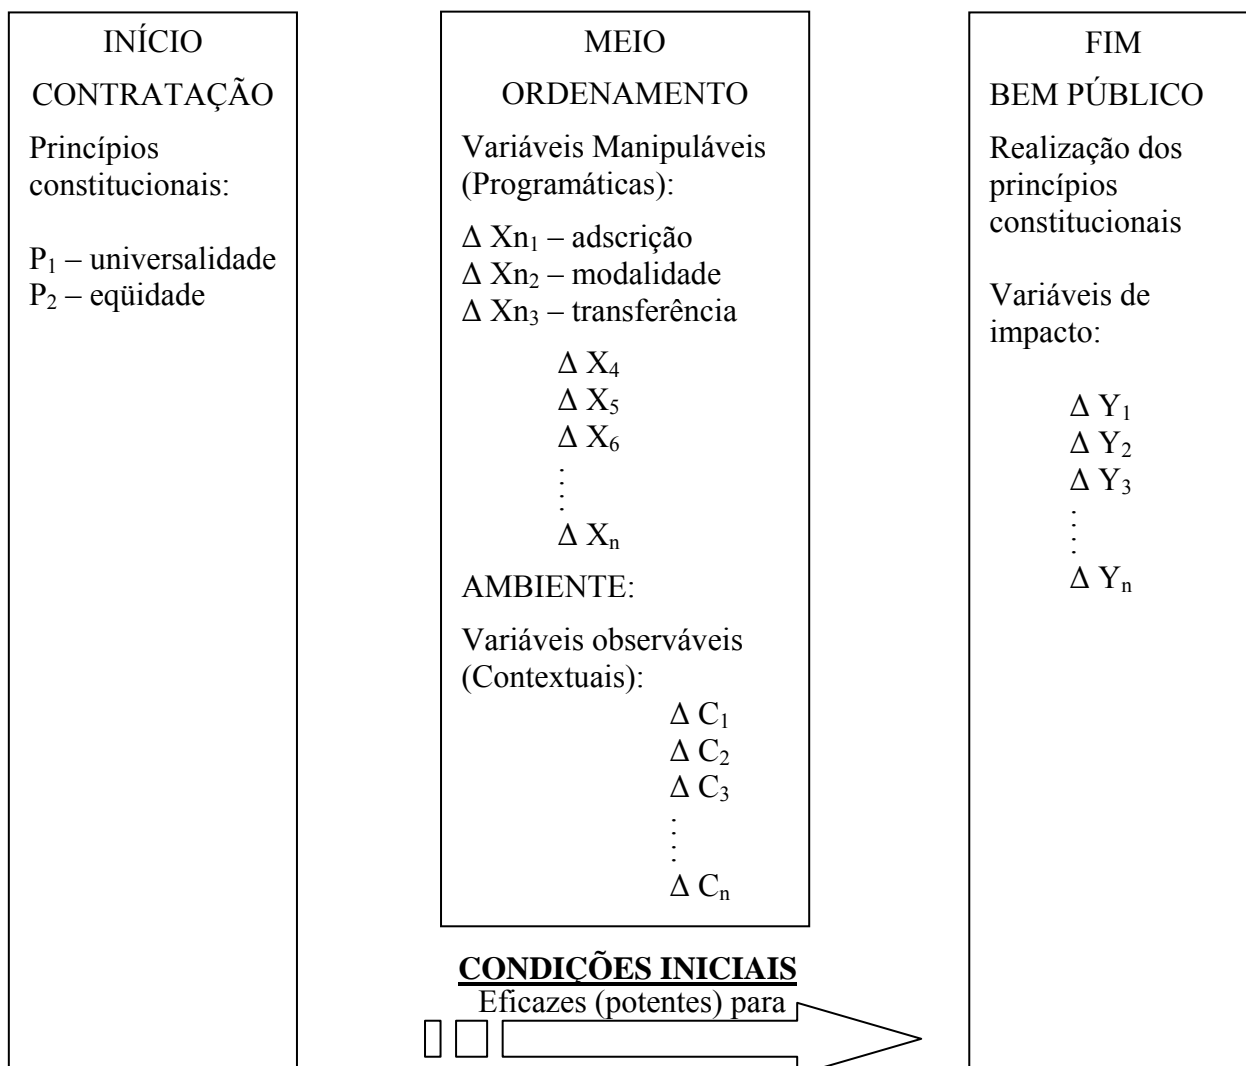 INÍCIO
CONTRATAÇÃO
Princípios
constitucionais:
P₁ – universalidade
P₂ – eqüidade
MEIO
ORDENAMENTO
Variáveis Manipuláveis
(Programáticas):
Δ Xn₁ – adscrição
Δ Xn₂ – modalidade
Δ Xn₃ – transferência
Δ X₄
Δ X₅
Δ X₆
⋮
Δ Xₙ
AMBIENTE:
Variáveis observáveis
(Contextuais):
Δ C₁
Δ C₂
Δ C₃
⋮
Δ Cₙ
CONDIÇÕES INICIAIS
Eficazes (potentes) para
FIM
BEM PÚBLICO
Realização dos
princípios
constitucionais
Variáveis de
impacto:
Δ Y₁
Δ Y₂
Δ Y₃
⋮
Δ Yₙ